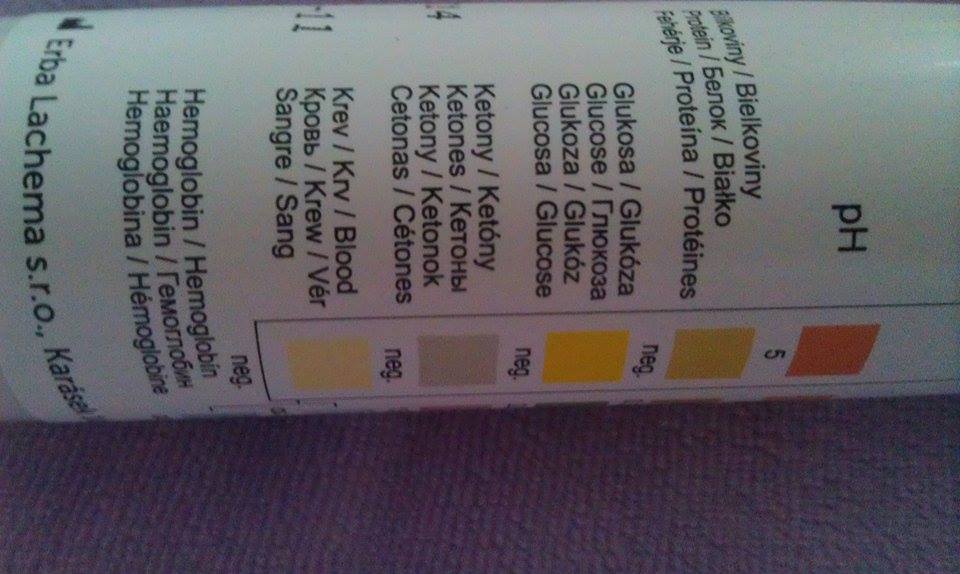 pH
5
Bílkoviny / Bielkoviny
Protein / Белок / Białko
Fehérje / Proteína / Protéines
neg.
Glukosa / Glukóza
Glucose / Глюкоза
Glukoza / Glukóz
Glucosa / Glucose
neg.
Ketony / Ketóny
Ketones / Кетоны
Ketony / Ketonok
Cetonas / Cétones
neg.
Krev / Krv / Blood
Кровь / Krew / Vér
Sangre / Sang
neg.
Hemoglobin / Hemoglobín
Haemoglobin / Гемоглобин
Hemoglobina / Hémoglobine
Erba Lachema s.r.o.,